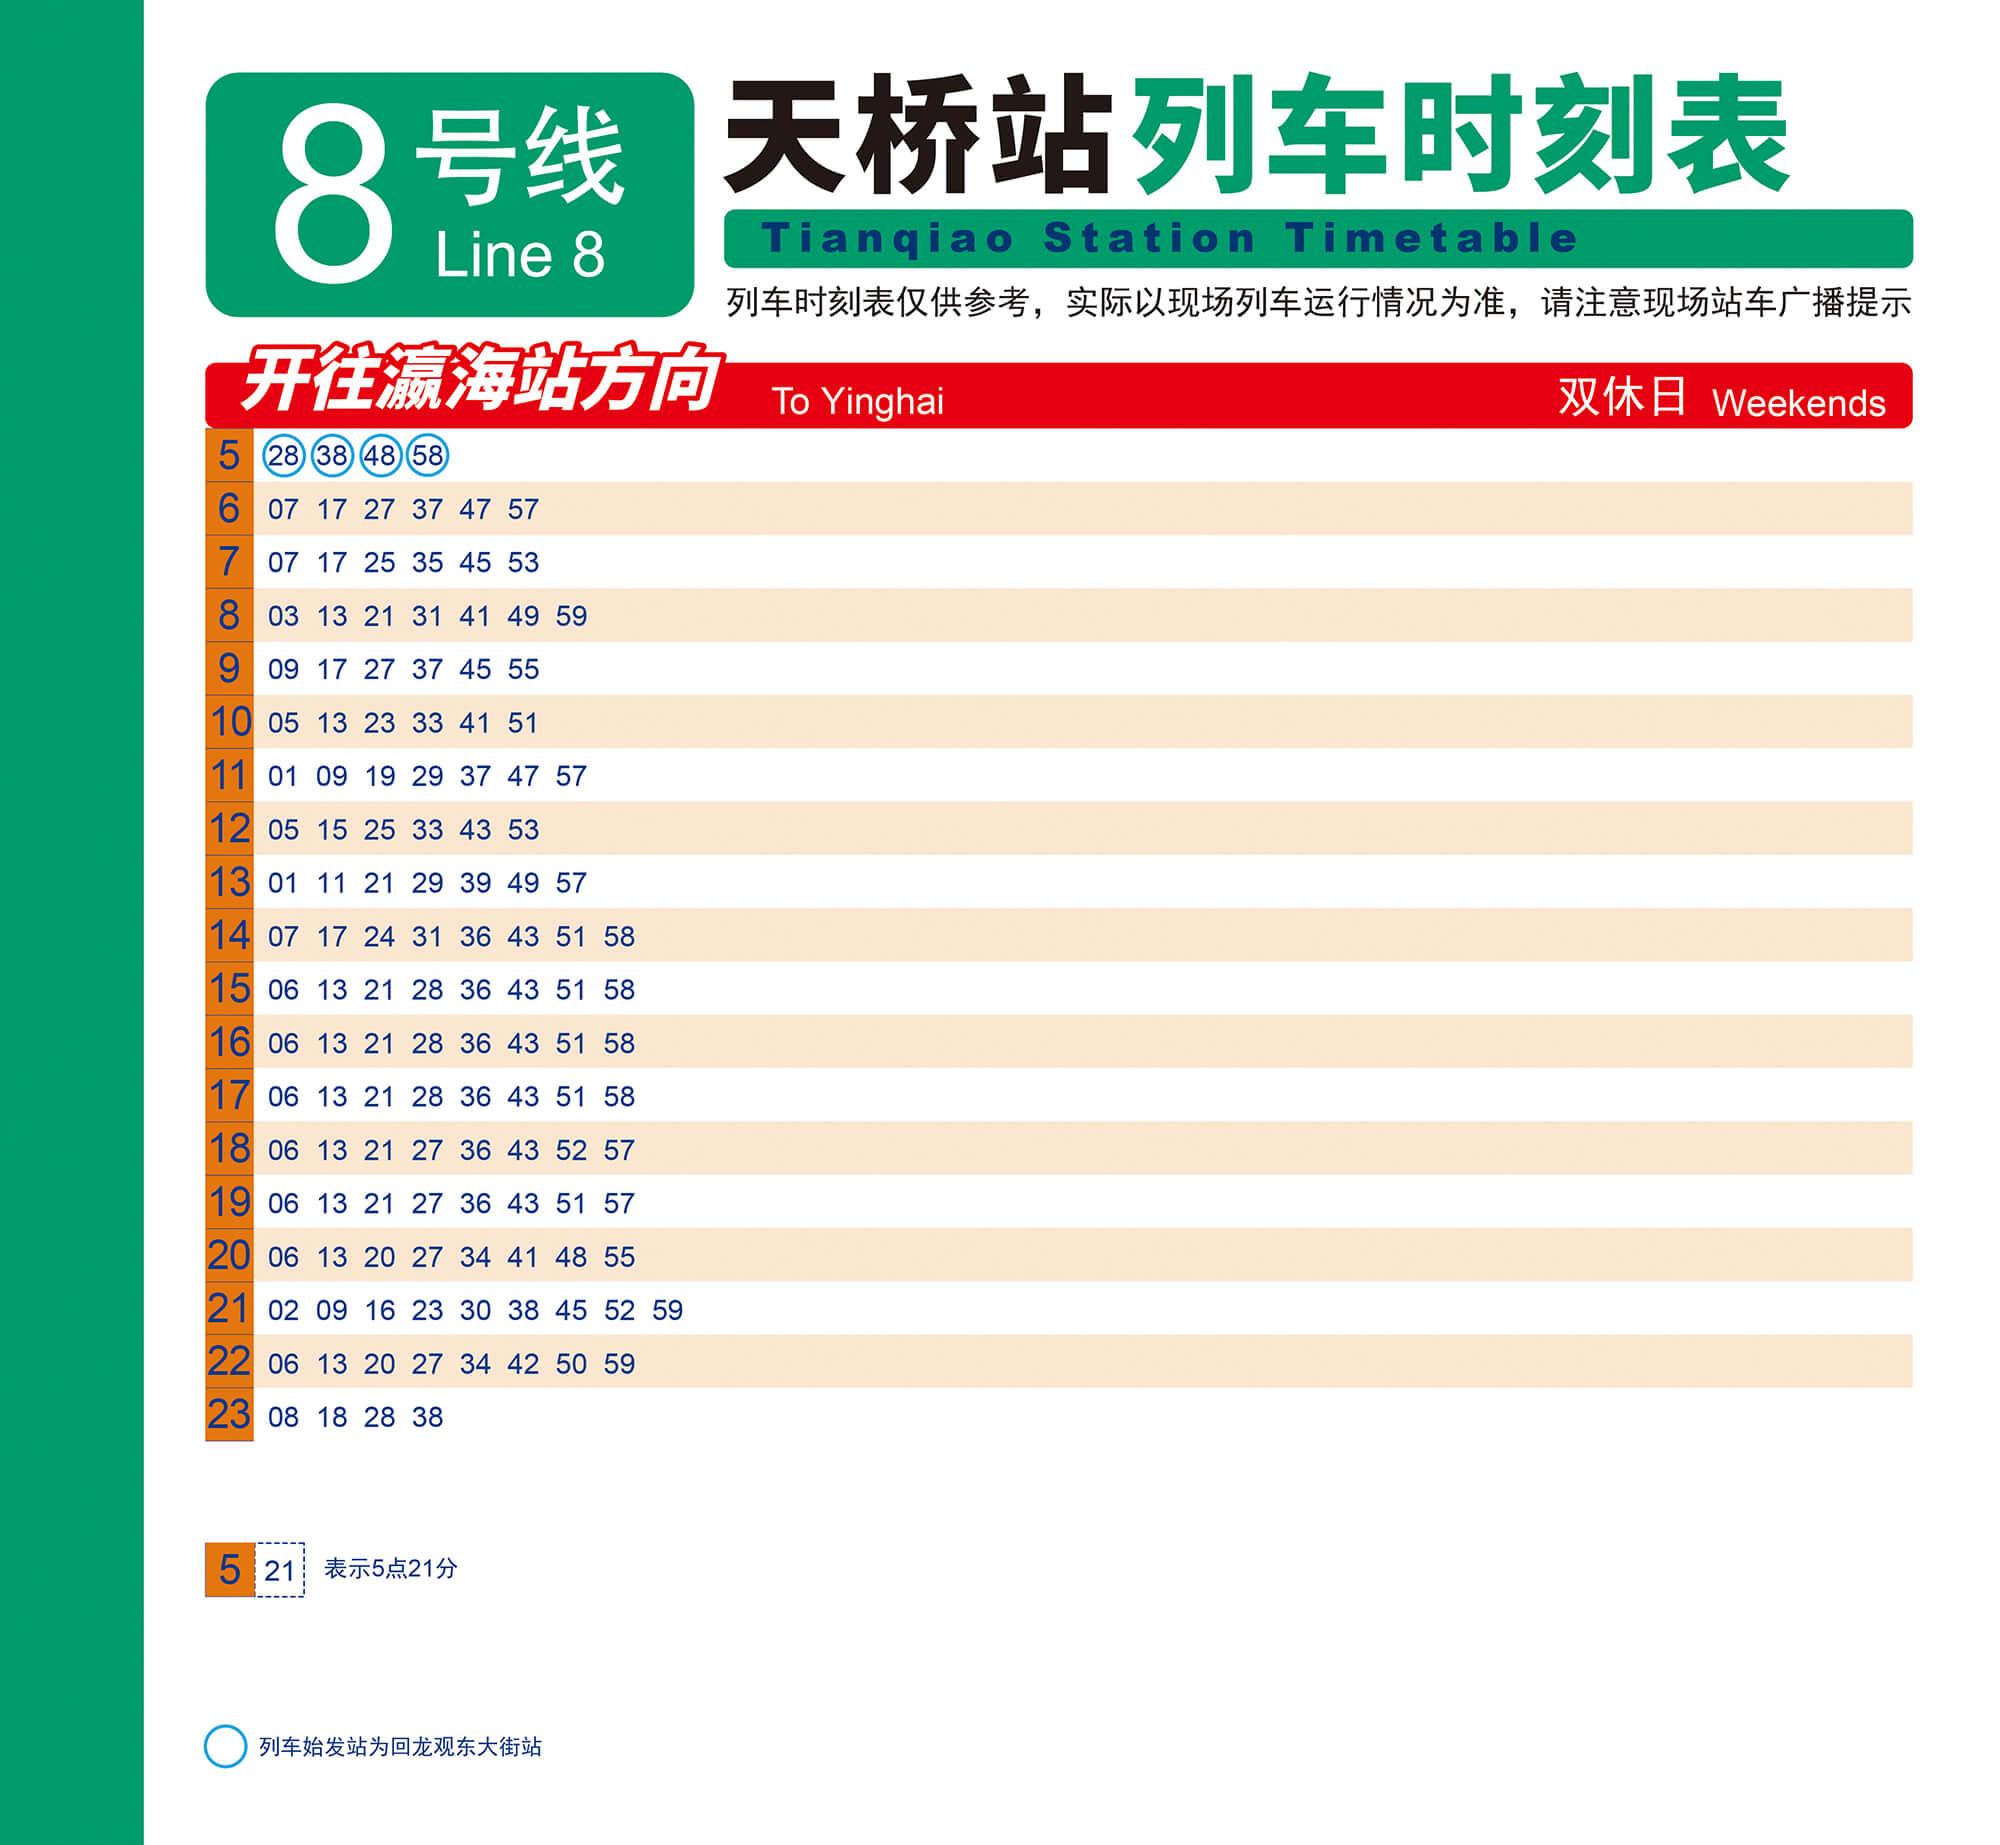 8号线
Line 8
天桥站列车时刻表
Tianqiao Station Timetable
列车时刻表仅供参考，实际以现场列车运行情况为准，请注意现场站车广播提示
开往瀛海站方向 To Yinghai 双休日 Weekends
5 28 38 48 58
6 07 17 27 37 47 57
7 07 17 25 35 45 53
8 03 13 21 31 41 49 59
9 09 17 27 37 45 55
10 05 13 23 33 41 51
11 01 09 19 29 37 47 57
12 05 15 25 33 43 53
13 01 11 21 29 39 49 57
14 07 17 24 31 36 43 51 58
15 06 13 21 28 36 43 51 58
16 06 13 21 28 36 43 51 58
17 06 13 21 28 36 43 51 58
18 06 13 21 27 36 43 52 57
19 06 13 21 27 36 43 51 57
20 06 13 20 27 34 41 48 55
21 02 09 16 23 30 38 45 52 59
22 06 13 20 27 34 42 50 59
23 08 18 28 38
5 21 表示5点21分
列车始发站为回龙观东大街站